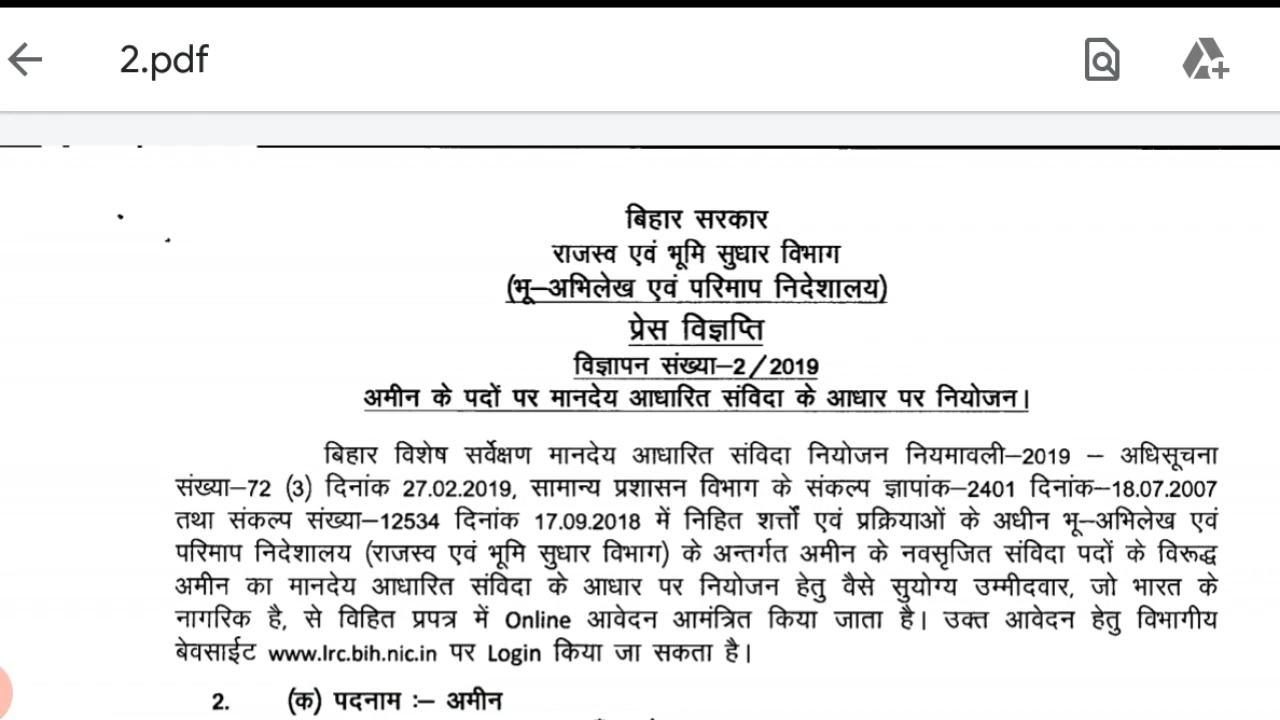 2.pdf
बिहार सरकार
राजस्व एवं भूमि सुधार विभाग
(भू–अभिलेख एवं परिमाप निदेशालय)
प्रेस विज्ञप्ति
विज्ञापन संख्या–2/2019
अमीन के पदों पर मानदेय आधारित संविदा के आधार पर नियोजन।
बिहार विशेष सर्वेक्षण मानदेय आधारित संविदा नियोजन नियमावली–2019 – अधिसूचना
संख्या–72 (3) दिनांक 27.02.2019, सामान्य प्रशासन विभाग के संकल्प ज्ञापांक–2401 दिनांक–18.07.2007
तथा संकल्प संख्या–12534 दिनांक 17.09.2018 में निहित शर्त्तों एवं प्रक्रियाओं के अधीन भू–अभिलेख एवं
परिमाप निदेशालय (राजस्व एवं भूमि सुधार विभाग) के अन्तर्गत अमीन के नवसृजित संविदा पदों के विरूद्ध
अमीन का मानदेय आधारित संविदा के आधार पर नियोजन हेतु वैसे सुयोग्य उम्मीदवार, जो भारत के
नागरिक है, से विहित प्रपत्र में Online आवेदन आमंत्रित किया जाता है। उक्त आवेदन हेतु विभागीय
बेवसाईट www.lrc.bih.nic.in पर Login किया जा सकता है।
2. (क) पदनाम :– अमीन